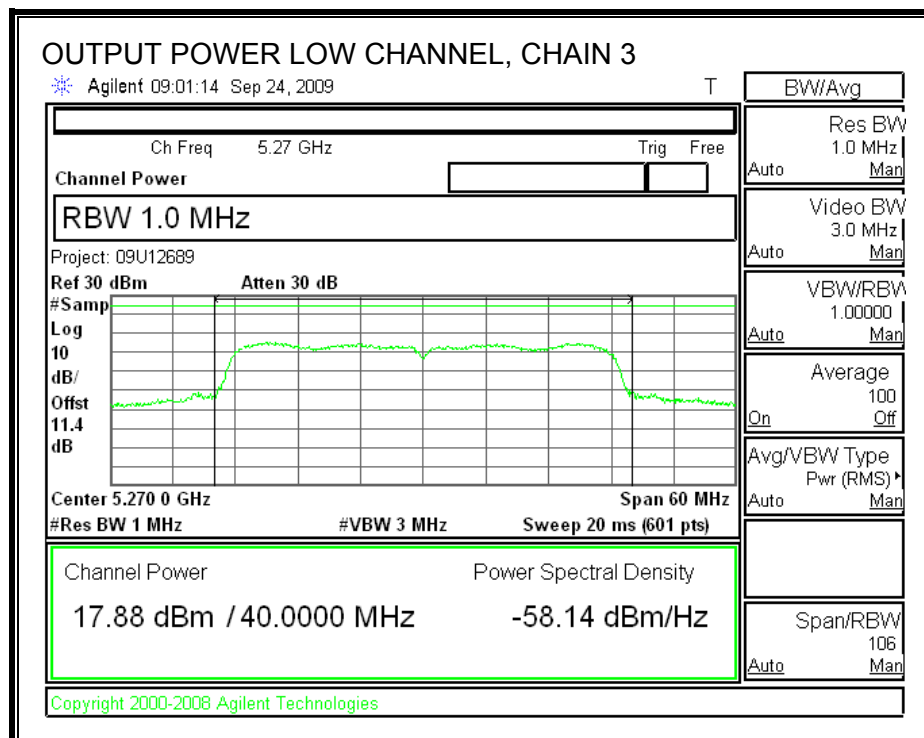 OUTPUT POWER LOW CHANNEL, CHAIN 3
Agilent 09:01:14 Sep 24, 2009 T
Ch Freq 5.27 GHz Trig Free
Channel Power
RBW 1.0 MHz
Project: 09U12689
Ref 30 dBm Atten 30 dB
#Samp
Log
10
dB/
Offst
11.4
dB
Center 5.270 0 GHz Span 60 MHz
#Res BW 1 MHz #VBW 3 MHz Sweep 20 ms (601 pts)
Channel Power Power Spectral Density
17.88 dBm / 40.0000 MHz -58.14 dBm/Hz
Copyright 2000-2008 Agilent Technologies
BW/Avg
Res BW
1.0 MHz
Auto Man
Video BW
3.0 MHz
Auto Man
VBW/RBW
1.00000
Auto Man
Average
100
On Off
Avg/VBW Type
Pwr (RMS)
Auto Man
Span/RBW
106
Auto Man